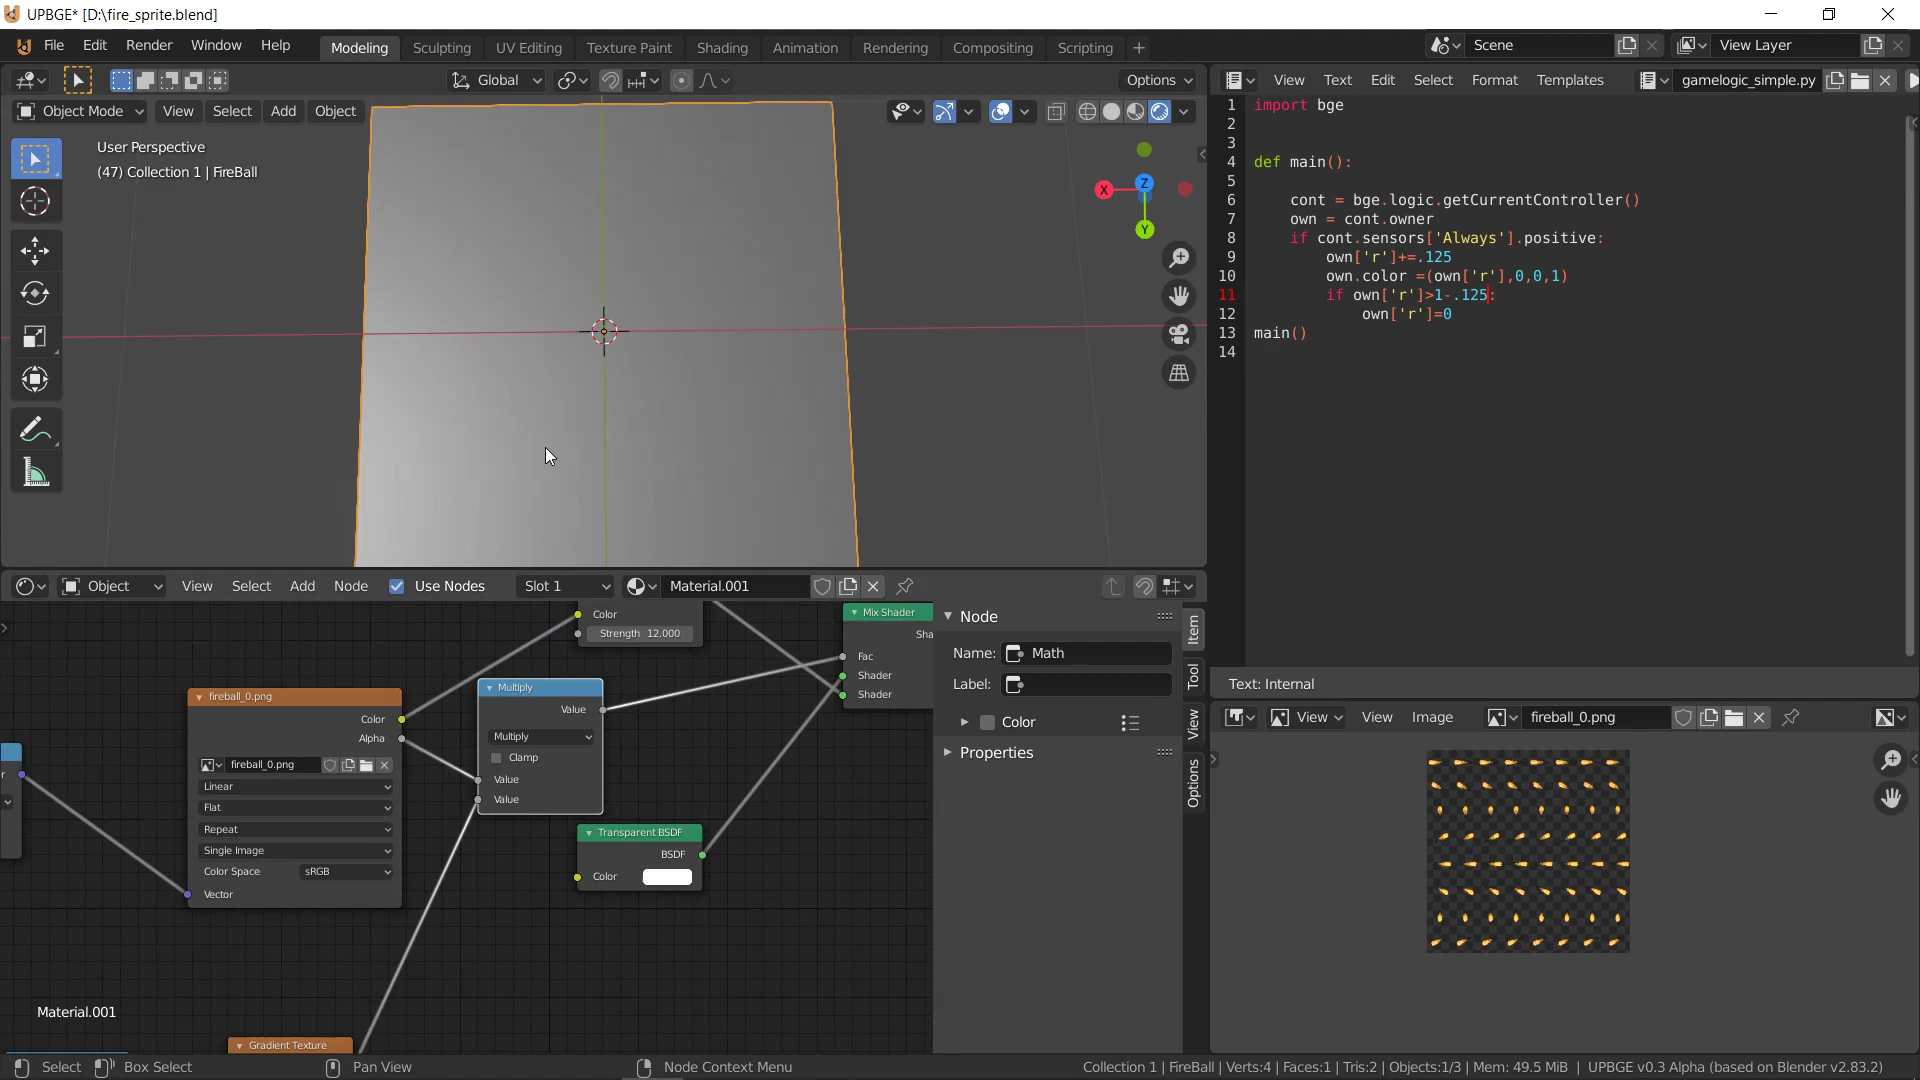 UPBGE* [D:\fire_sprite.blend]
File Edit Render Window Help
Modeling Sculpting UV Editing Texture Paint Shading Animation Rendering Compositing Scripting +
Scene
View Layer
Global
Options
Object Mode View Select Add Object
User Perspective
(47) Collection 1 | FireBall
X
Z
Y
View Text Edit Select Format Templates
gamelogic_simple.py
1 import bge
2
3
4 def main():
5
6 cont = bge.logic.getCurrentController()
7 own = cont.owner
8 if cont.sensors['Always'].positive:
9 own['r']+=.125
10 own.color =(own['r'],0,0,1)
11 if own['r']>1-.125:
12 own['r']=0
13 main()
14
Text: Internal
Object View Select Add Node Use Nodes Slot 1 Material.001
Color
Strength 12.000
Mix Shader
Sha
Fac
Shader
Shader
fireball_0.png
Color
Alpha
fireball_0.png
Linear
Flat
Repeat
Single Image
Color Space sRGB
Vector
r
Multiply
Value
Multiply
Clamp
Value
Value
Transparent BSDF
BSDF
Color
Gradient Texture
Material.001
Node
Name: Math
Label:
Color
Properties
Item
Tool
View
Options
View View Image fireball_0.png
Select Box Select Pan View Node Context Menu
Collection 1 | FireBall | Verts:4 | Faces:1 | Tris:2 | Objects:1/3 | Mem: 49.5 MiB | UPBGE v0.3 Alpha (based on Blender v2.83.2)